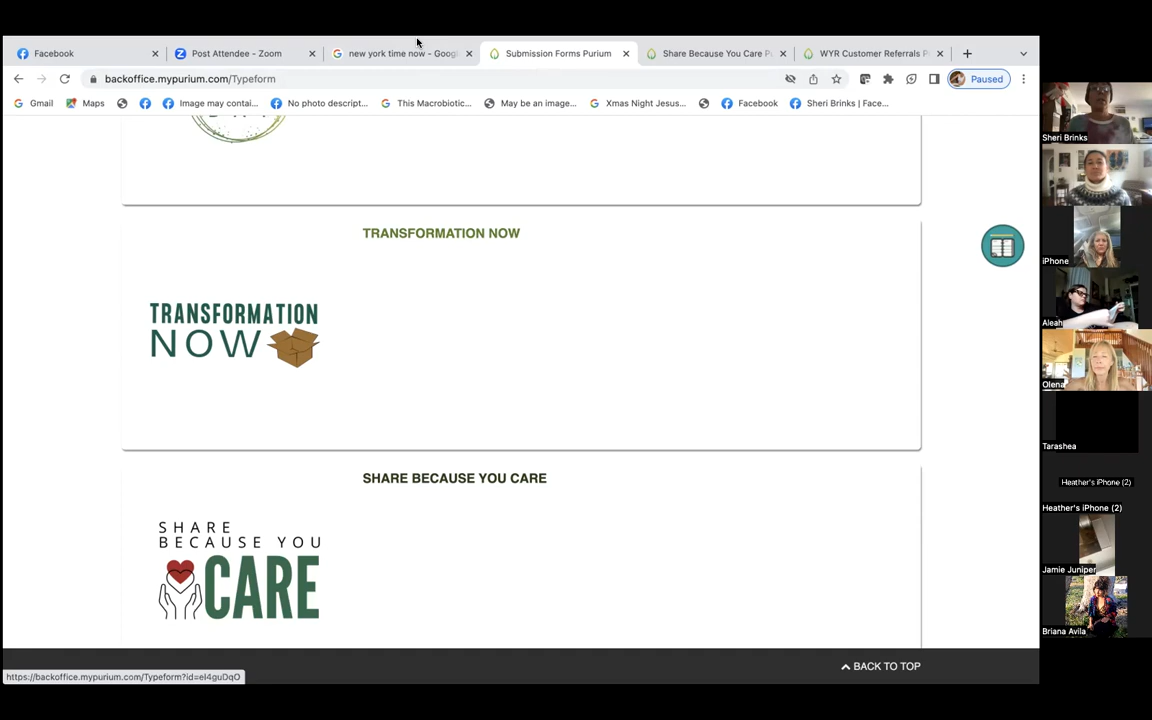 Facebook
Post Attendee - Zoom
new york time now - Goog
Submission Forms Purium
Share Because You Care P
WYR Customer Referrals P
backoffice.mypurium.com/Typeform
Paused
Gmail
Maps
Image may contai...
No photo descript...
This Macrobiotic...
May be an image...
Xmas Night Jesus...
Facebook
Sheri Brinks | Face...
TRANSFORMATION NOW
TRANSFORMATION
NOW
SHARE BECAUSE YOU CARE
SHARE
BECAUSE YOU
CARE
BACK TO TOP
https://backoffice.mypurium.com/Typeform?id=eI4guDqO
Sheri Brinks
iPhone
Aleah
Olena
Tarashea
Heather's iPhone (2)
Heather's iPhone (2)
Jamie Juniper
Briana Avila